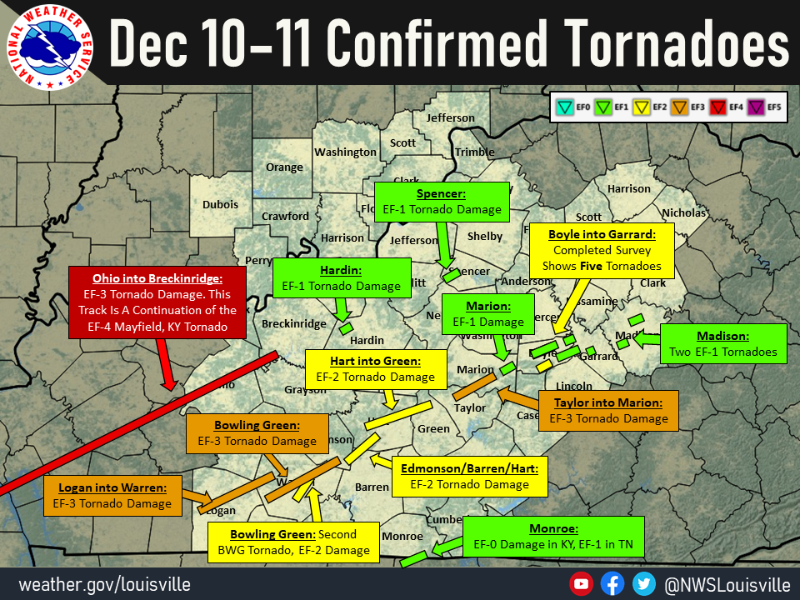 NATIONAL WEATHER SERVICE
Dec 10-11 Confirmed Tornadoes
EF0 EF1 EF2 EF3 EF4 EF5
Jefferson
Scott
Washington
Trimble
Orange
Clark
Harrison
Dubois
Spencer:
EF-1 Tornado Damage
Nicholas
Crawford
Scott
Boyle into Garrard:
Completed Survey
Shows Five Tornadoes
Harrison
Jefferson
Shelby
Perry
Ohio into Breckinridge:
EF-3 Tornado Damage. This
Track Is A Continuation of the
EF-4 Mayfield, KY Tornado
Hardin:
EF-1 Tornado Damage
Spencer
Anderson
Clark
Marion:
EF-1 Damage
Breckinridge
Hardin
Washington
Madison:
Two EF-1 Tornadoes
Garrard
Hart into Green:
EF-2 Tornado Damage
Marion
Lincoln
Grayson
Taylor
Taylor into Marion:
EF-3 Tornado Damage
Bowling Green:
EF-3 Tornado Damage
Green
Edmonson/Barren/Hart:
EF-2 Tornado Damage
Logan into Warren:
EF-3 Tornado Damage
Barren
Logan
Bowling Green: Second
BWG Tornado, EF-2 Damage
Monroe
Monroe:
EF-0 Damage in KY, EF-1 in TN
weather.gov/louisville
@NWSLouisville